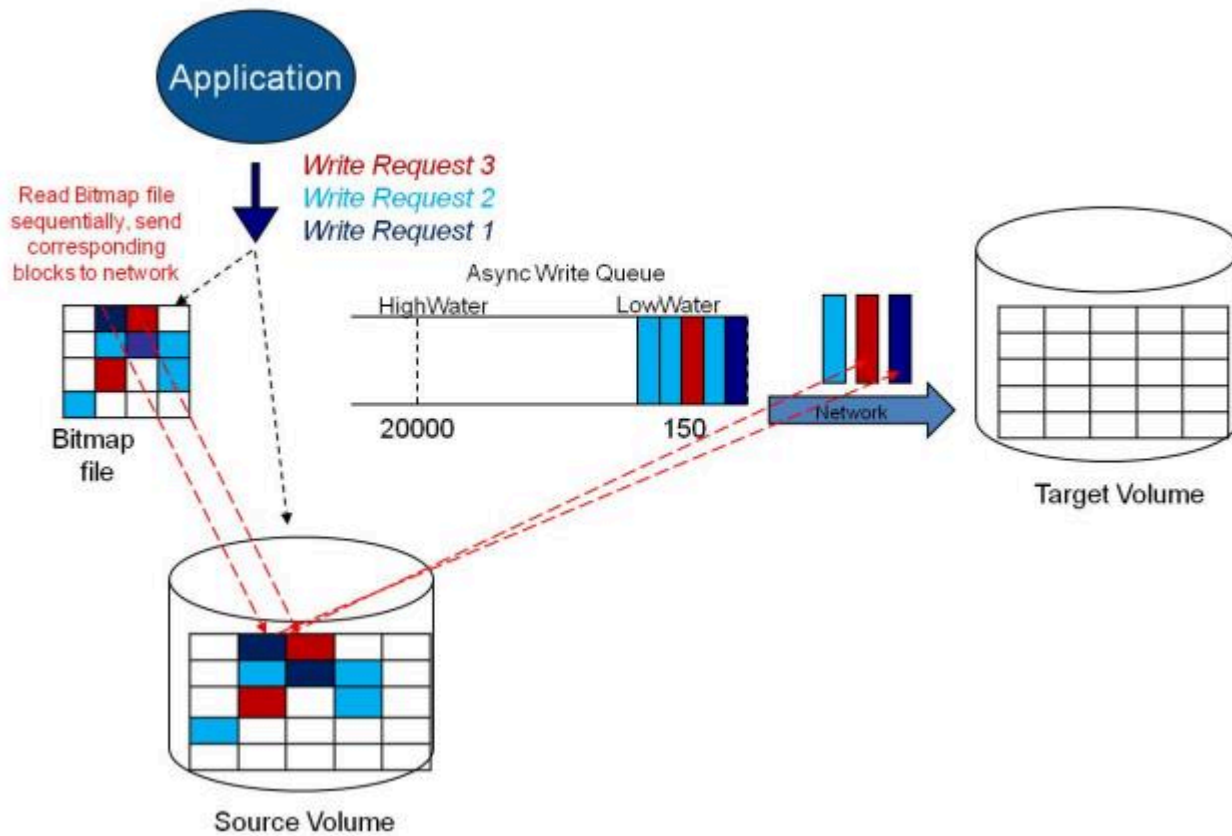 Application
Write Request 3
Write Request 2
Write Request 1
Read Bitmap file
sequentially, send
corresponding
blocks to network
Async Write Queue
HighWater
LowWater
20000
150
Network
Bitmap
file
Target Volume
Source Volume